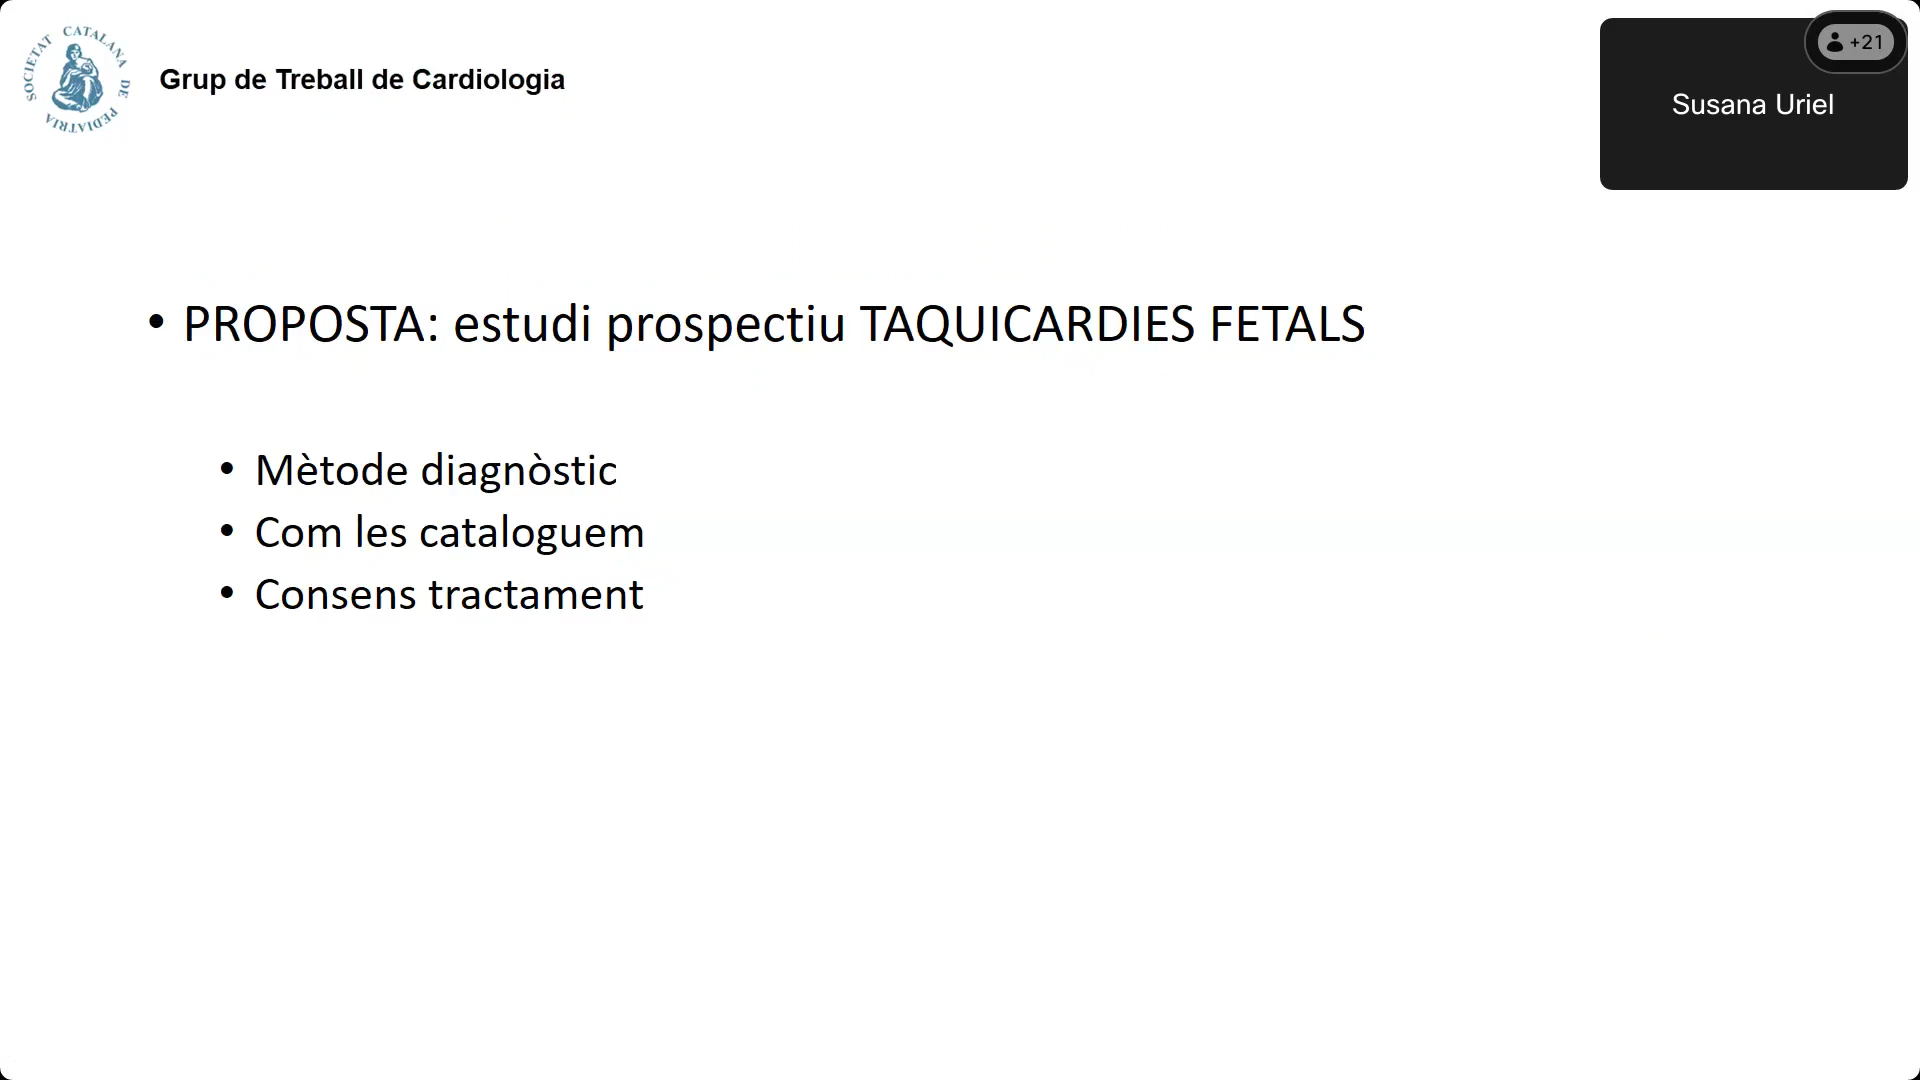 SOCIETAT CATALANA DE PEDIATRIA
Grup de Treball de Cardiologia
+21
Susana Uriel
• PROPOSTA: estudi prospectiu TAQUICARDIES FETALS
• Mètode diagnòstic
• Com les cataloguem
• Consens tractament